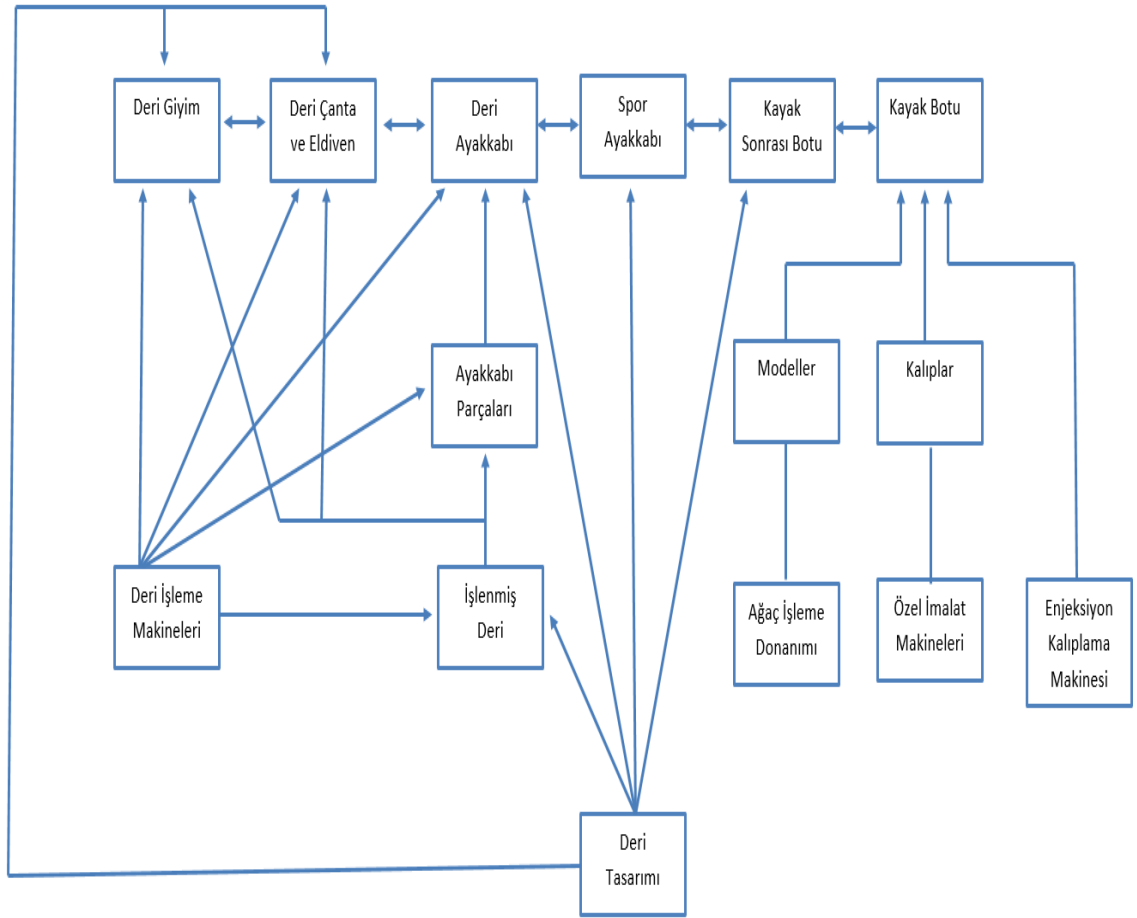 Deri Giyim
Deri Çanta
ve Eldiven
Deri
Ayakkabı
Spor
Ayakkabı
Kayak
Sonrası Botu
Kayak Botu
Ayakkabı
Parçaları
Modeller
Kalıplar
Deri İşleme
Makineleri
İşlenmiş
Deri
Ağaç İşleme
Donanımı
Özel İmalat
Makineleri
Enjeksiyon
Kalıplama
Makinesi
Deri
Tasarımı